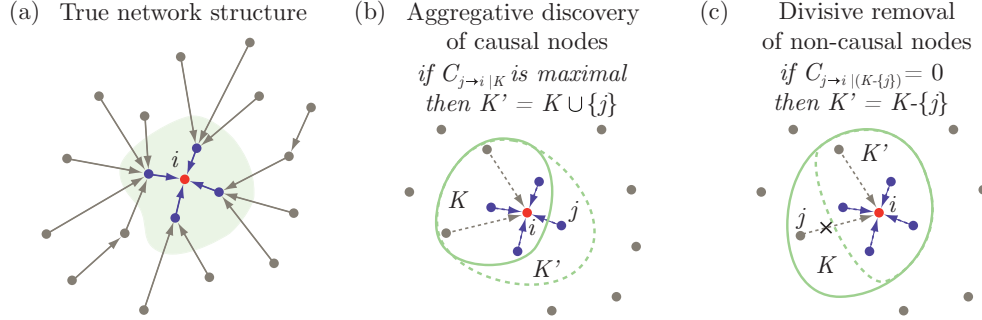 (a) True network structure
i
(b) Aggregative discovery
of causal nodes
if C_{j→i |K} is maximal
then K' = K ∪ {j}
K
j
i
K'
(c) Divisive removal
of non-causal nodes
if C_{j→i |(K-{j})} = 0
then K' = K-{j}
K'
j
i
K